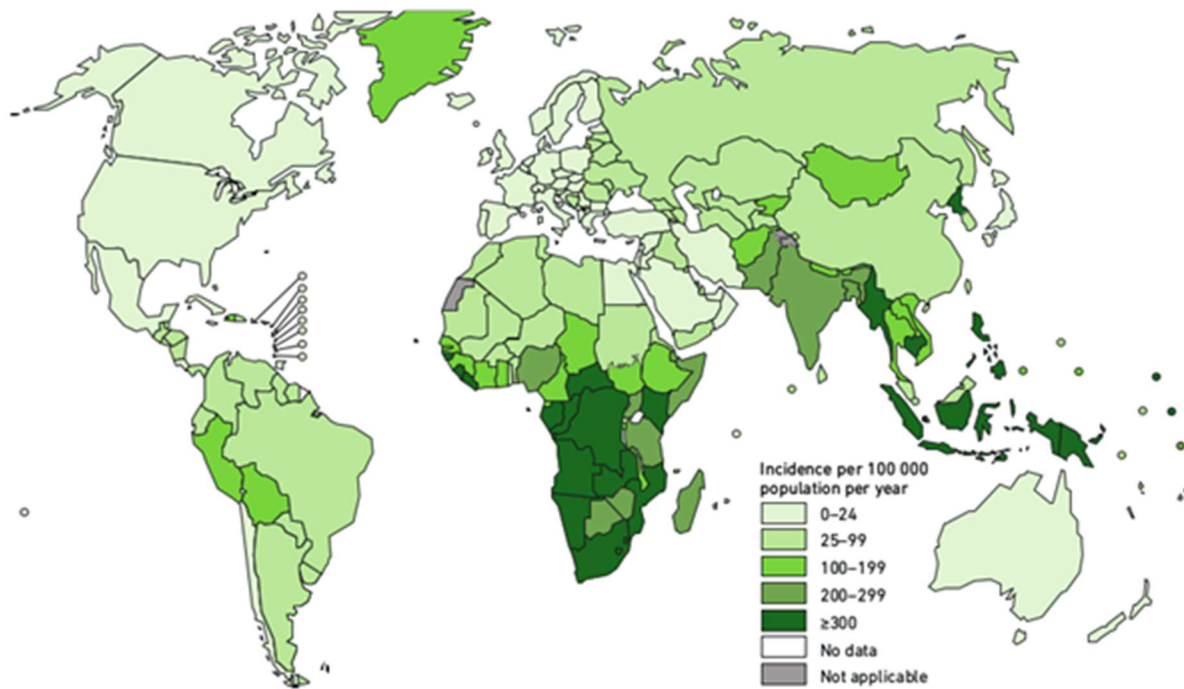 Incidence per 100 000
population per year
0–24
25–99
100–199
200–299
≥300
No data
Not applicable